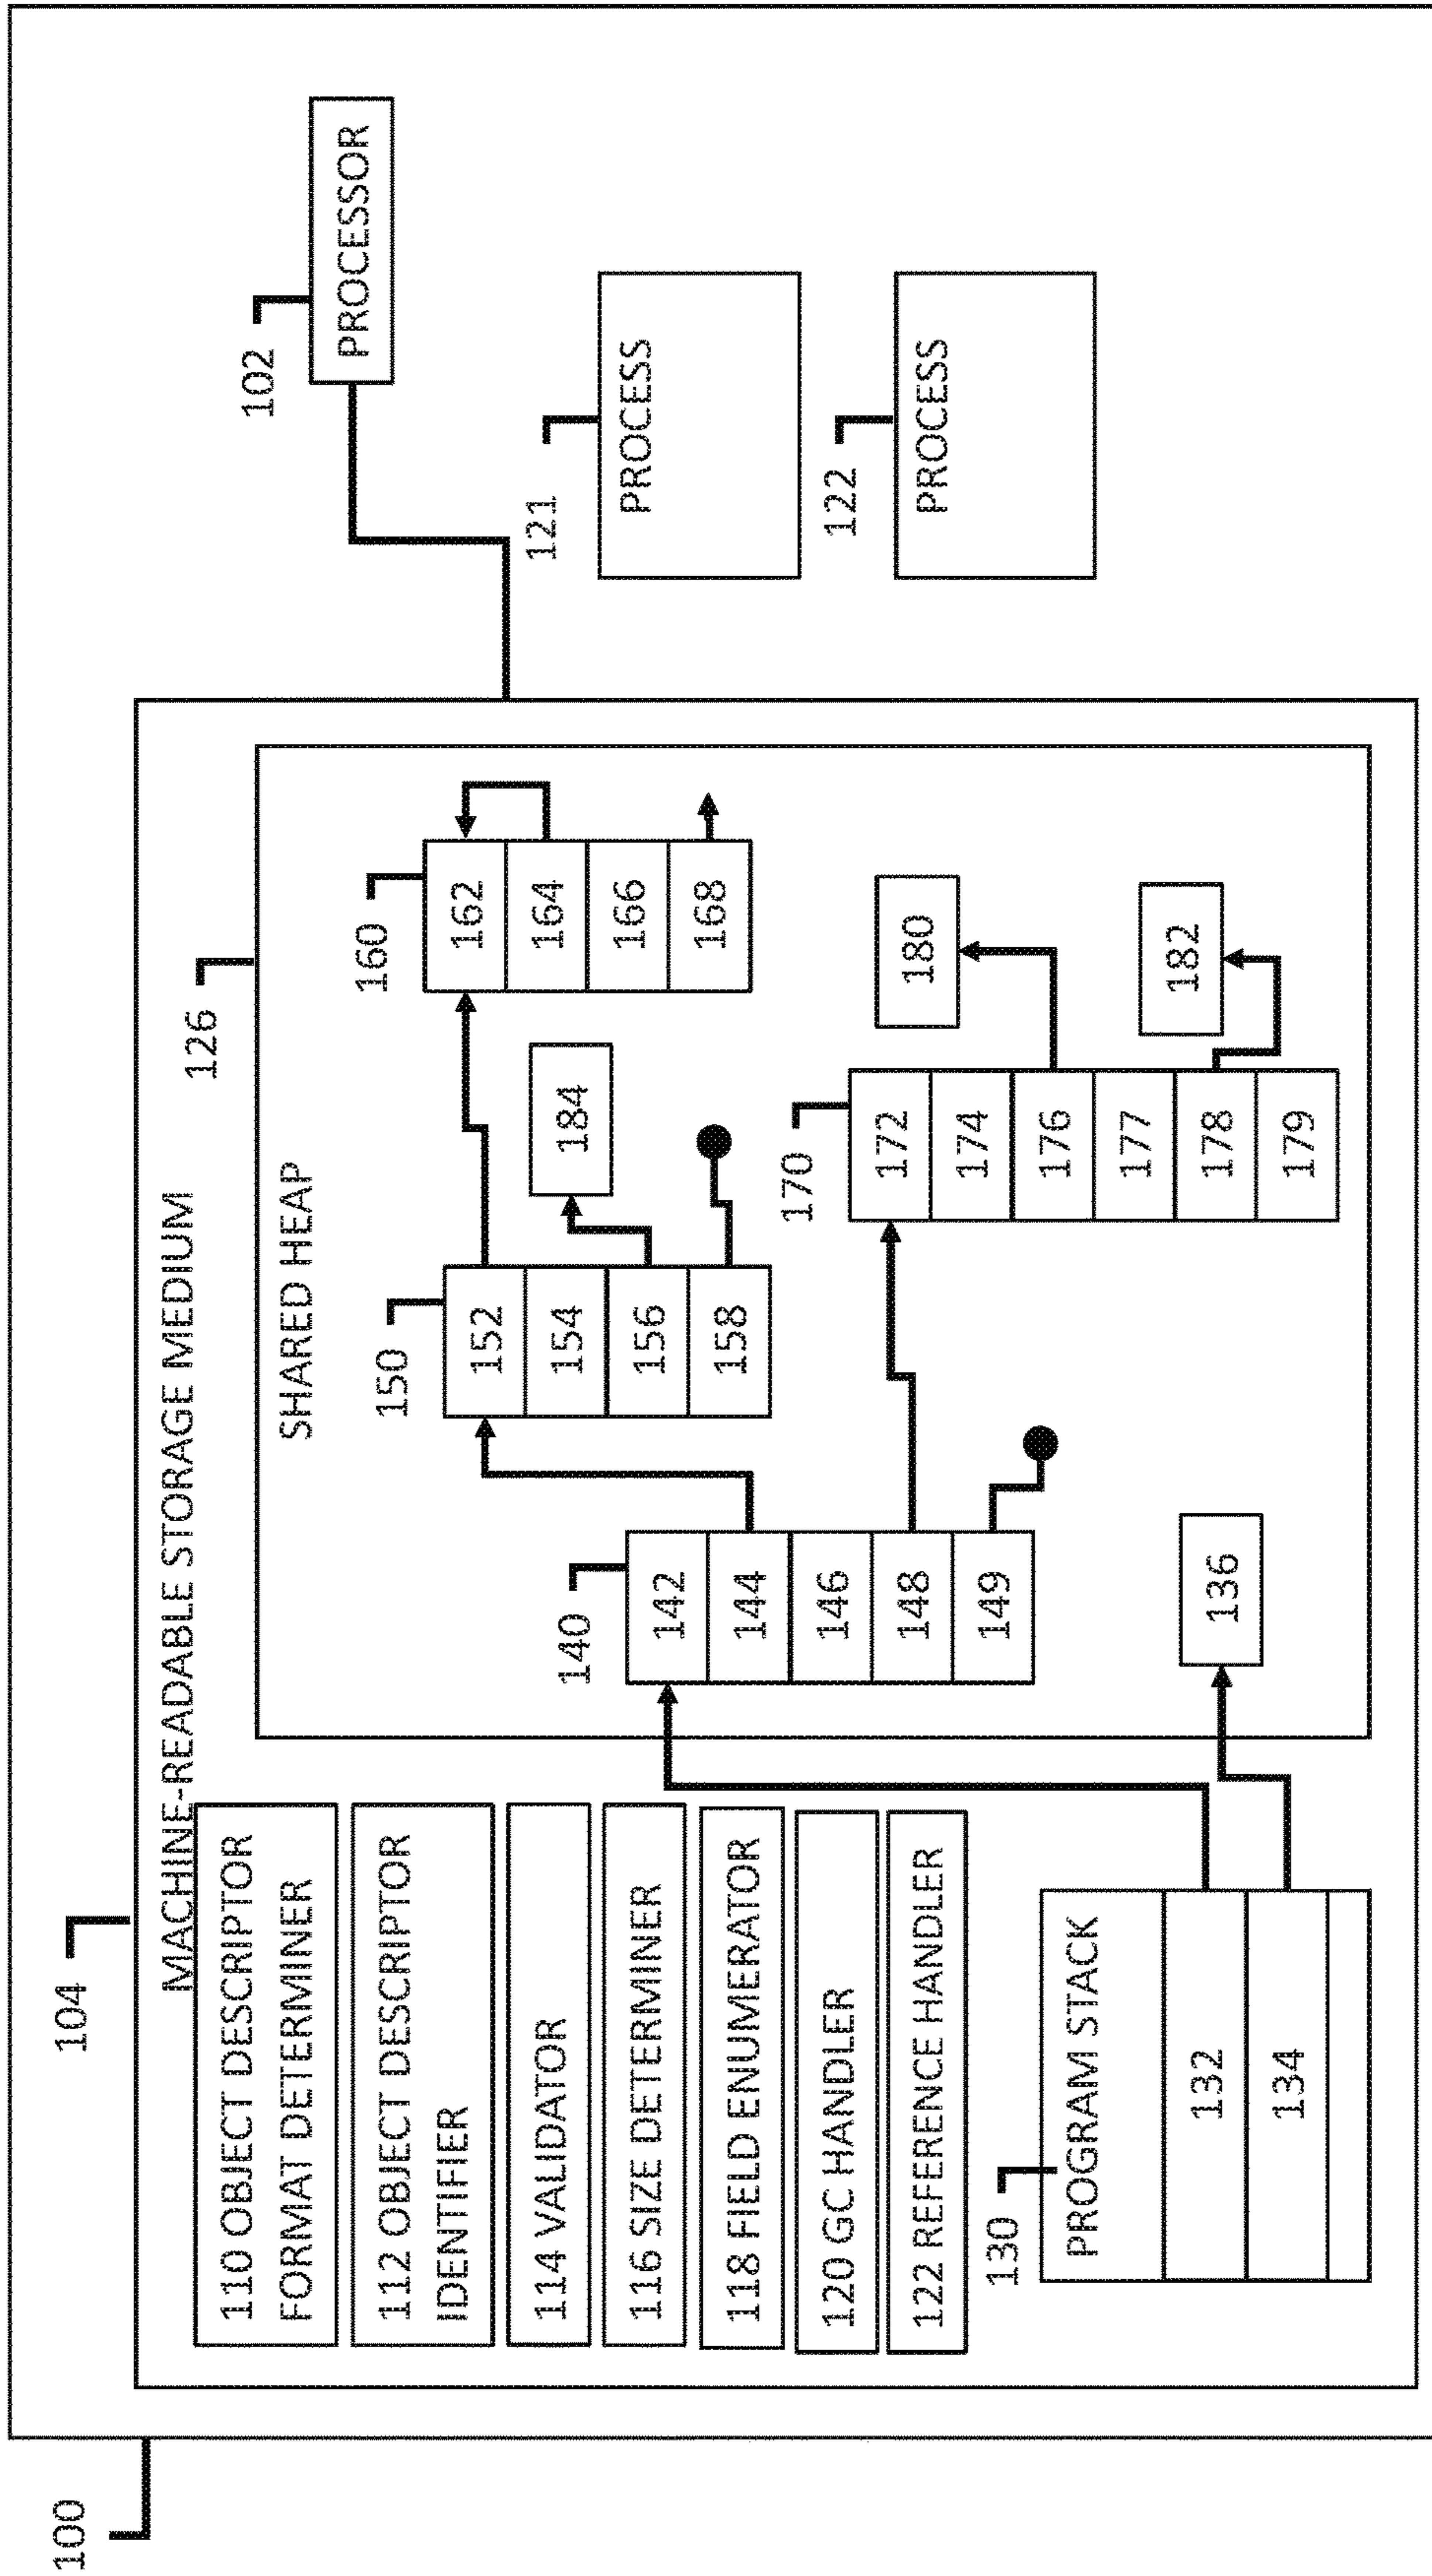 100
104
MACHINE-READABLE STORAGE MEDIUM
110 OBJECT DESCRIPTOR
FORMAT DETERMINER
112 OBJECT DESCRIPTOR
IDENTIFIER
114 VALIDATOR
116 SIZE DETERMINER
118 FIELD ENUMERATOR
120 GC HANDLER
122 REFERENCE HANDLER
130
PROGRAM STACK
132
134
126
SHARED HEAP
140
142
144
146
148
149
136
150
152
154
156
158
184
160
162
164
166
168
170
172
174
176
177
178
179
180
182
102
PROCESSOR
121
PROCESS
122
PROCESS